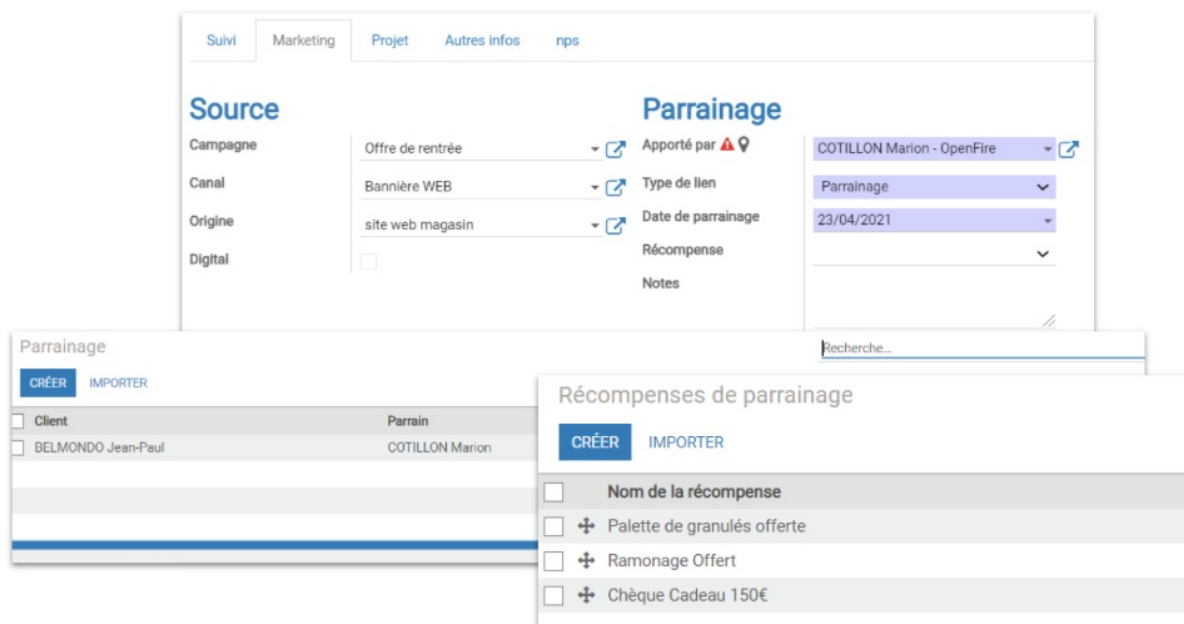 Suivi Marketing Projet Autres infos nps
Source
Campagne Offre de rentrée
Canal Bannière WEB
Origine site web magasin
Digital
Parrainage
Apporté par COTILLON Marion - OpenFire
Type de lien Parrainage
Date de parrainage 23/04/2021
Récompense
Notes
Parrainage
Recherche...
CRÉER IMPORTER
Client Parrain
BELMONDO Jean-Paul COTILLON Marion
Récompenses de parrainage
CRÉER IMPORTER
Nom de la récompense
Palette de granulés offerte
Ramonage Offert
Chèque Cadeau 150€